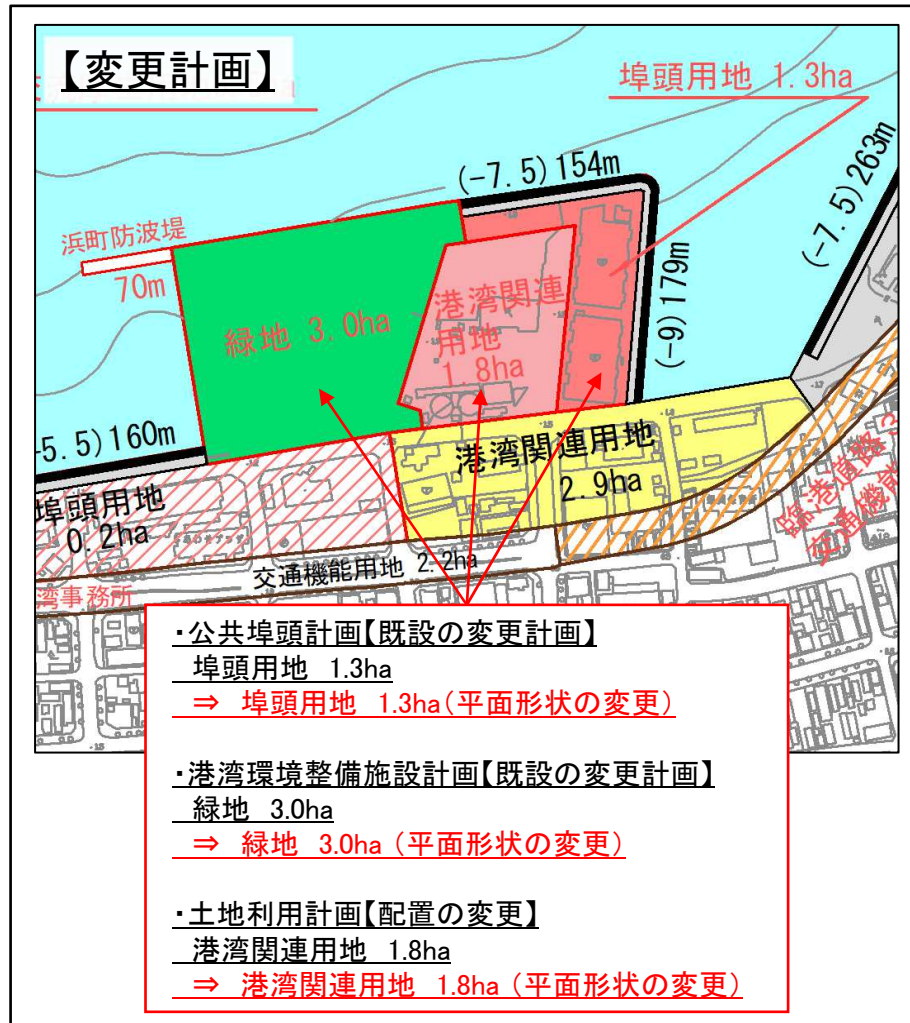 【変更計画】
埠頭用地 1.3ha
(-7.5)154m
(-7.5)263m
浜町防波堤
70m
(-9)179m
緑地 3.0ha
港湾関連
用地
1.8ha
-5.5)160m
港湾関連用地
2.9ha
埠頭用地
0.2ha
臨港道路
交通機能
交通機能用地 2.2ha
湾事務所
・公共埠頭計画【既設の変更計画】
埠頭用地 1.3ha
⇒ 埠頭用地 1.3ha(平面形状の変更)
・港湾環境整備施設計画【既設の変更計画】
緑地 3.0ha
⇒ 緑地 3.0ha (平面形状の変更)
・土地利用計画【配置の変更】
港湾関連用地 1.8ha
⇒ 港湾関連用地 1.8ha (平面形状の変更)